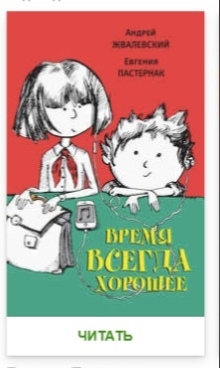 Андрей
ЖВАЛЕВСКИЙ
Евгения
ПАСТЕРНАК
ВРЕМЯ
ВСЕГДА
ХОРОШЕЕ
ЧИТАТЬ